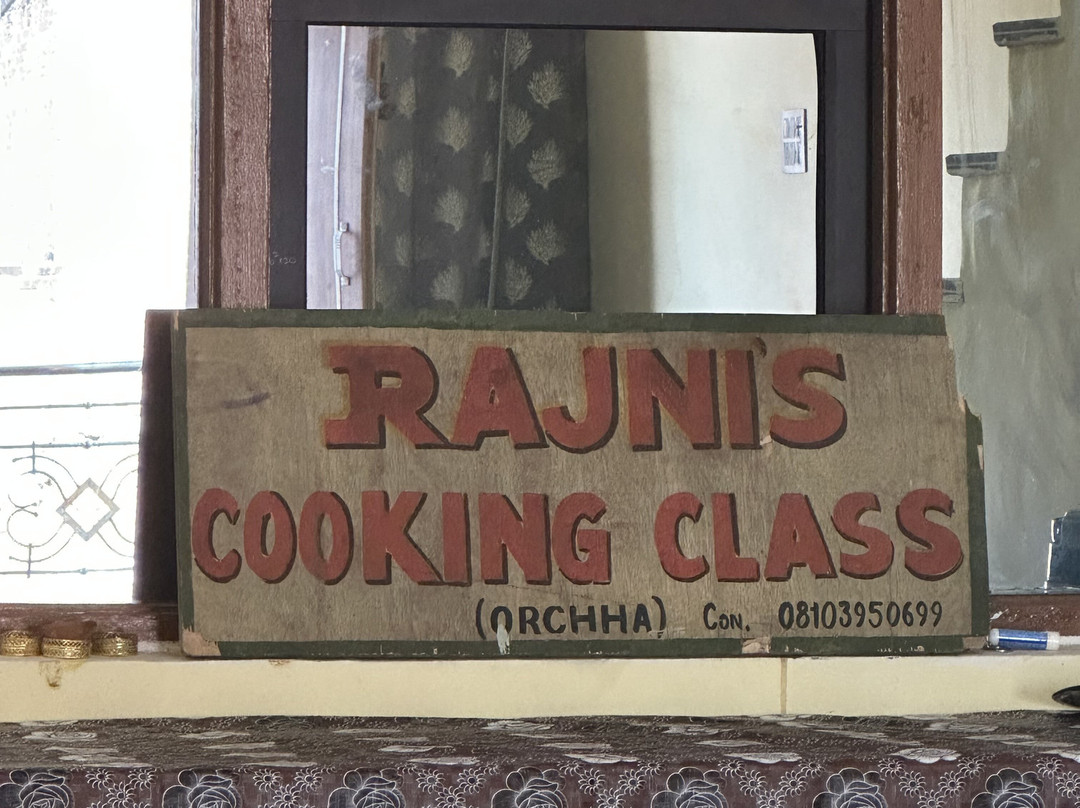 RAJNI'S
COOKING CLASS
(ORCHHA) CON. 08103950699